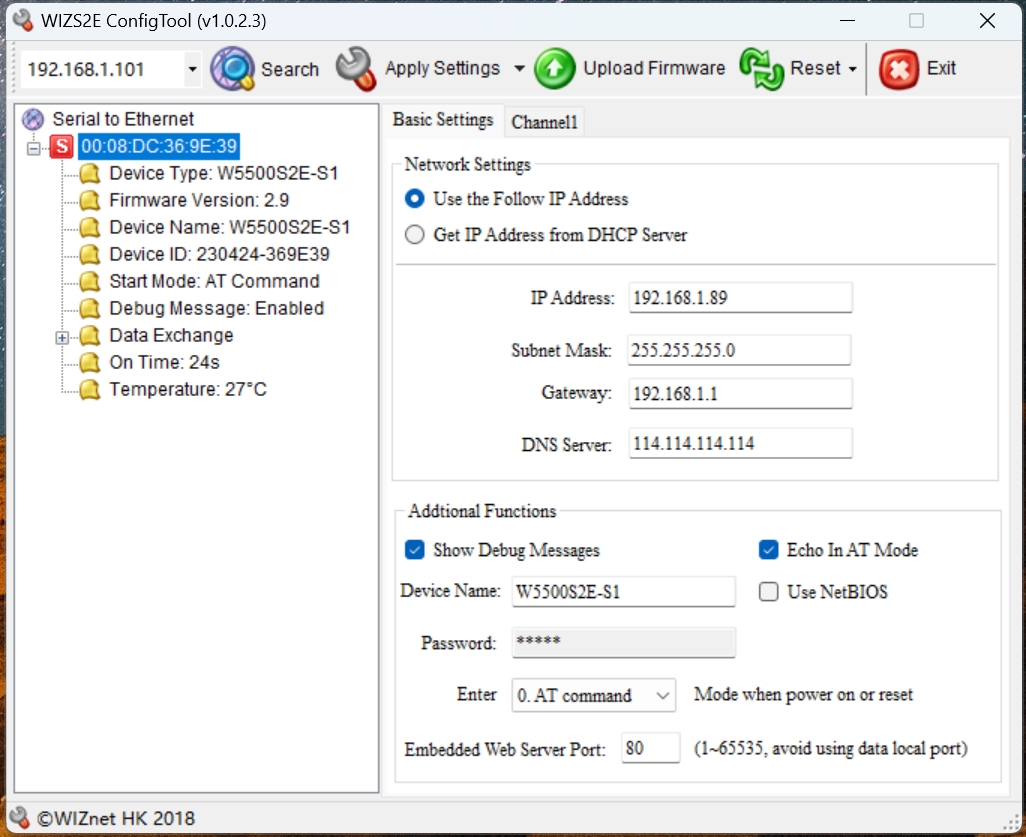 WIZS2E ConfigTool (v1.0.2.3)
192.168.1.101 Search Apply Settings Upload Firmware Reset Exit
Serial to Ethernet
S 00:08:DC:36:9E:39
Device Type: W5500S2E-S1
Firmware Version: 2.9
Device Name: W5500S2E-S1
Device ID: 230424-369E39
Start Mode: AT Command
Debug Message: Enabled
Data Exchange
On Time: 24s
Temperature: 27°C
Basic Settings Channel1
Network Settings
Use the Follow IP Address
Get IP Address from DHCP Server
IP Address: 192.168.1.89
Subnet Mask: 255.255.255.0
Gateway: 192.168.1.1
DNS Server: 114.114.114.114
Addtional Functions
Show Debug Messages Echo In AT Mode
Device Name: W5500S2E-S1 Use NetBIOS
Password: *****
Enter 0. AT command Mode when power on or reset
Embedded Web Server Port: 80 (1~65535, avoid using data local port)
©WIZnet HK 2018